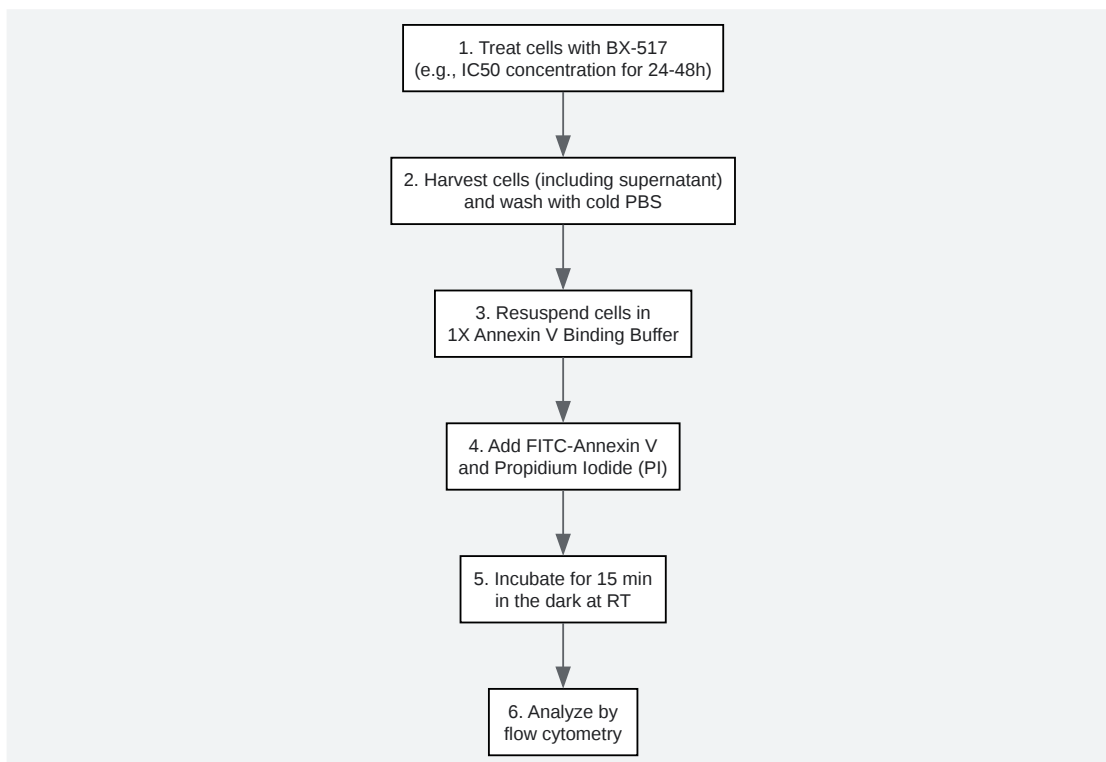 1. Treat cells with BX-517
(e.g., IC50 concentration for 24-48h)
2. Harvest cells (including supernatant)
and wash with cold PBS
3. Resuspend cells in
1X Annexin V Binding Buffer
4. Add FITC-Annexin V
and Propidium Iodide (PI)
5. Incubate for 15 min
in the dark at RT
6. Analyze by
flow cytometry